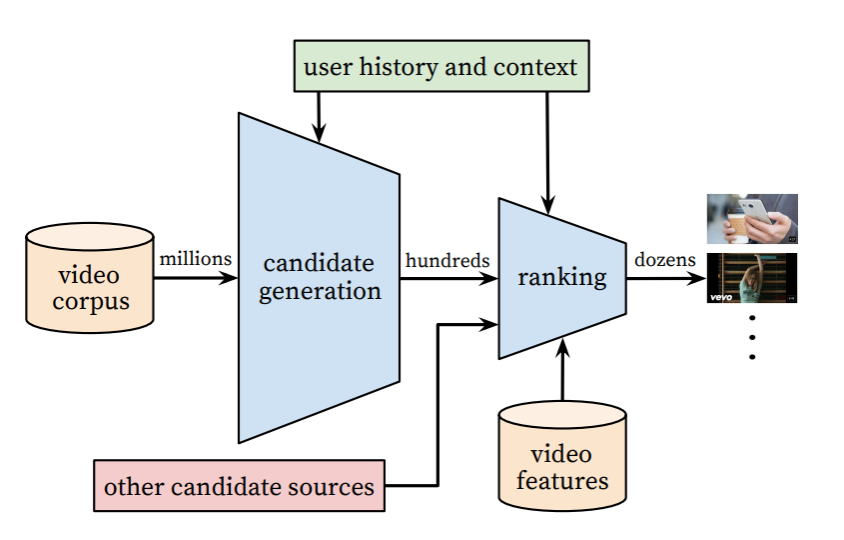 user history and context
video
corpus
millions
candidate
generation
hundreds
ranking
dozens
vevo
other candidate sources
video
features